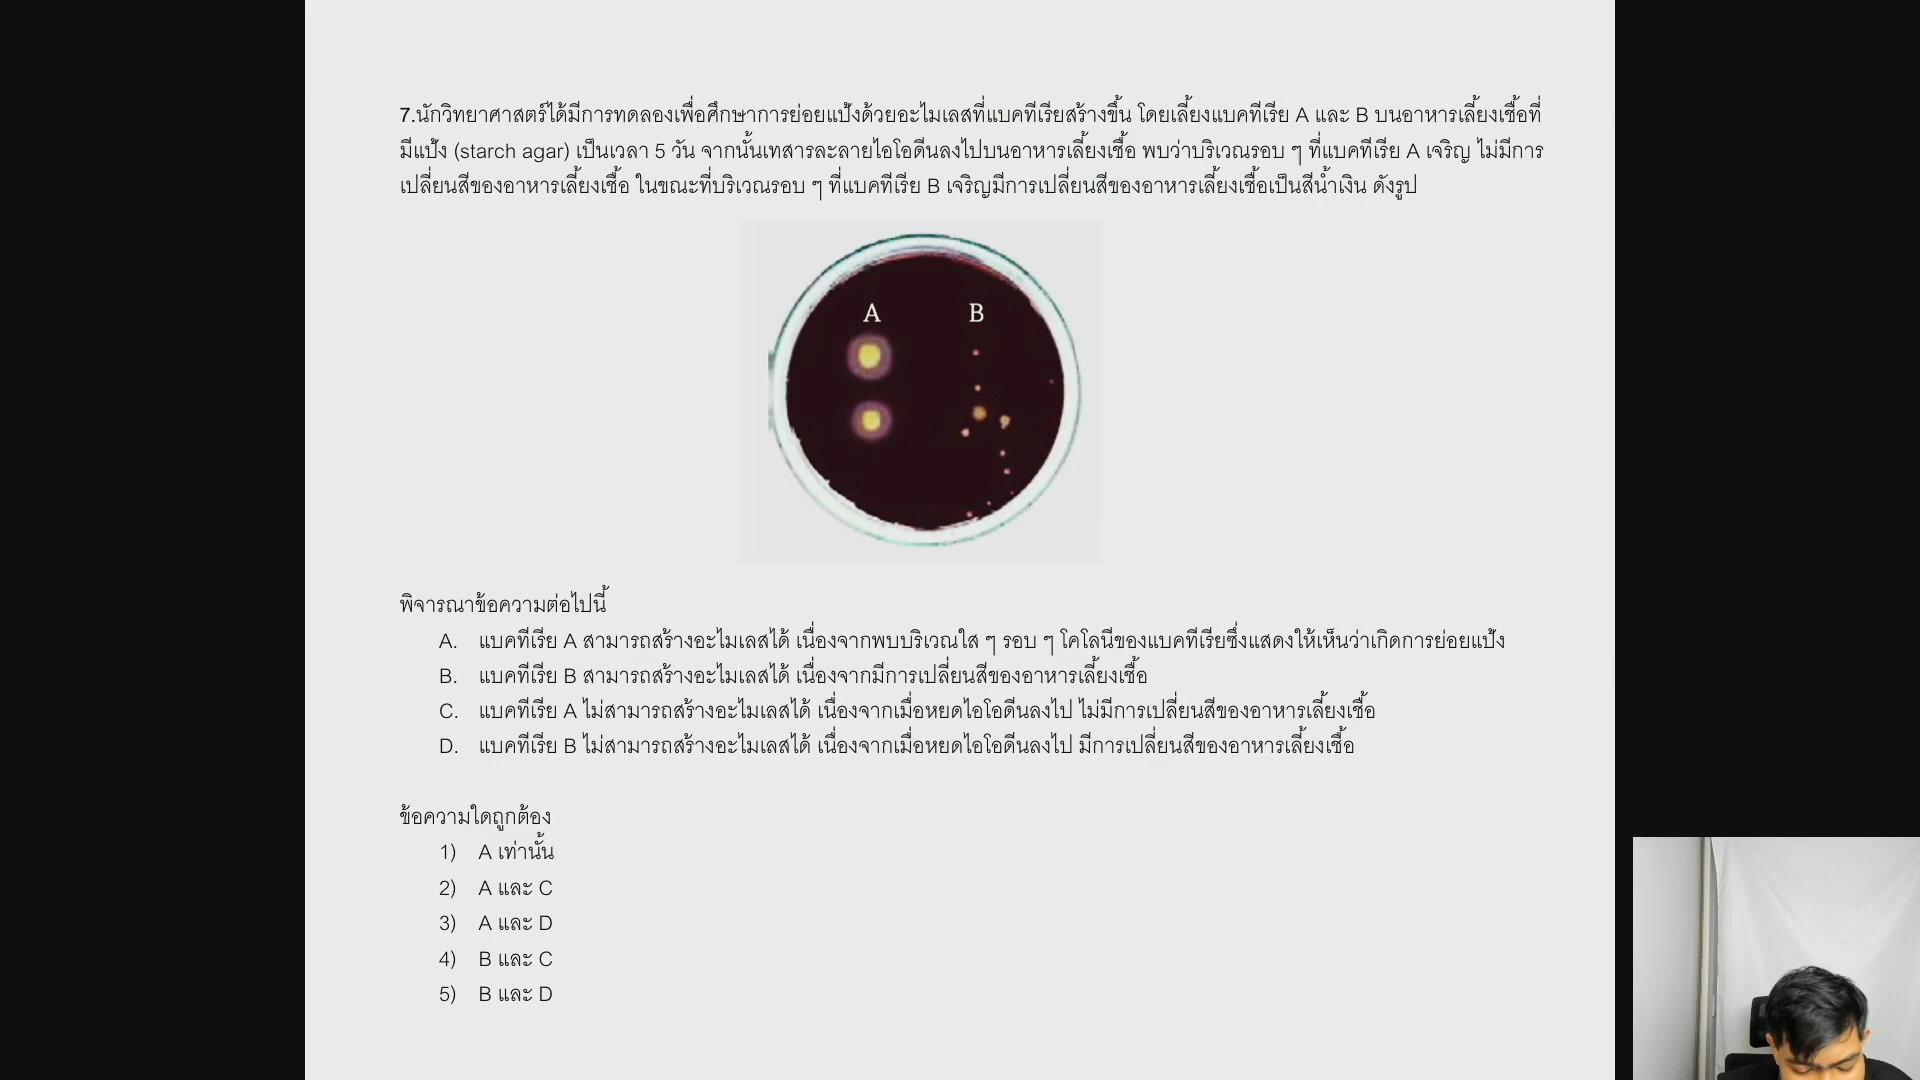 7.นักวิทยาศาสตร์ได้มีการทดลองเพื่อศึกษาการย่อยแป้งด้วยอะไมเลสที่แบคทีเรียสร้างขึ้น โดยเลี้ยงแบคทีเรีย A และ B บนอาหารเลี้ยงเชื้อที่
มีแป้ง (starch agar) เป็นเวลา 5 วัน จากนั้นเทสารละลายไอโอดีนลงไปบนอาหารเลี้ยงเชื้อ พบว่าบริเวณรอบ ๆ ที่แบคทีเรีย A เจริญ ไม่มีการ
เปลี่ยนสีของอาหารเลี้ยงเชื้อ ในขณะที่บริเวณรอบ ๆ ที่แบคทีเรีย B เจริญมีการเปลี่ยนสีของอาหารเลี้ยงเชื้อเป็นสีน้ำเงิน ดังรูป
A B
พิจารณาข้อความต่อไปนี้
A. แบคทีเรีย A สามารถสร้างอะไมเลสได้ เนื่องจากพบบริเวณใส ๆ รอบ ๆ โคโลนีของแบคทีเรียซึ่งแสดงให้เห็นว่าเกิดการย่อยแป้ง
B. แบคทีเรีย B สามารถสร้างอะไมเลสได้ เนื่องจากมีการเปลี่ยนสีของอาหารเลี้ยงเชื้อ
C. แบคทีเรีย A ไม่สามารถสร้างอะไมเลสได้ เนื่องจากเมื่อหยดไอโอดีนลงไป ไม่มีการเปลี่ยนสีของอาหารเลี้ยงเชื้อ
D. แบคทีเรีย B ไม่สามารถสร้างอะไมเลสได้ เนื่องจากเมื่อหยดไอโอดีนลงไป มีการเปลี่ยนสีของอาหารเลี้ยงเชื้อ
ข้อความใดถูกต้อง
1) A เท่านั้น
2) A และ C
3) A และ D
4) B และ C
5) B และ D